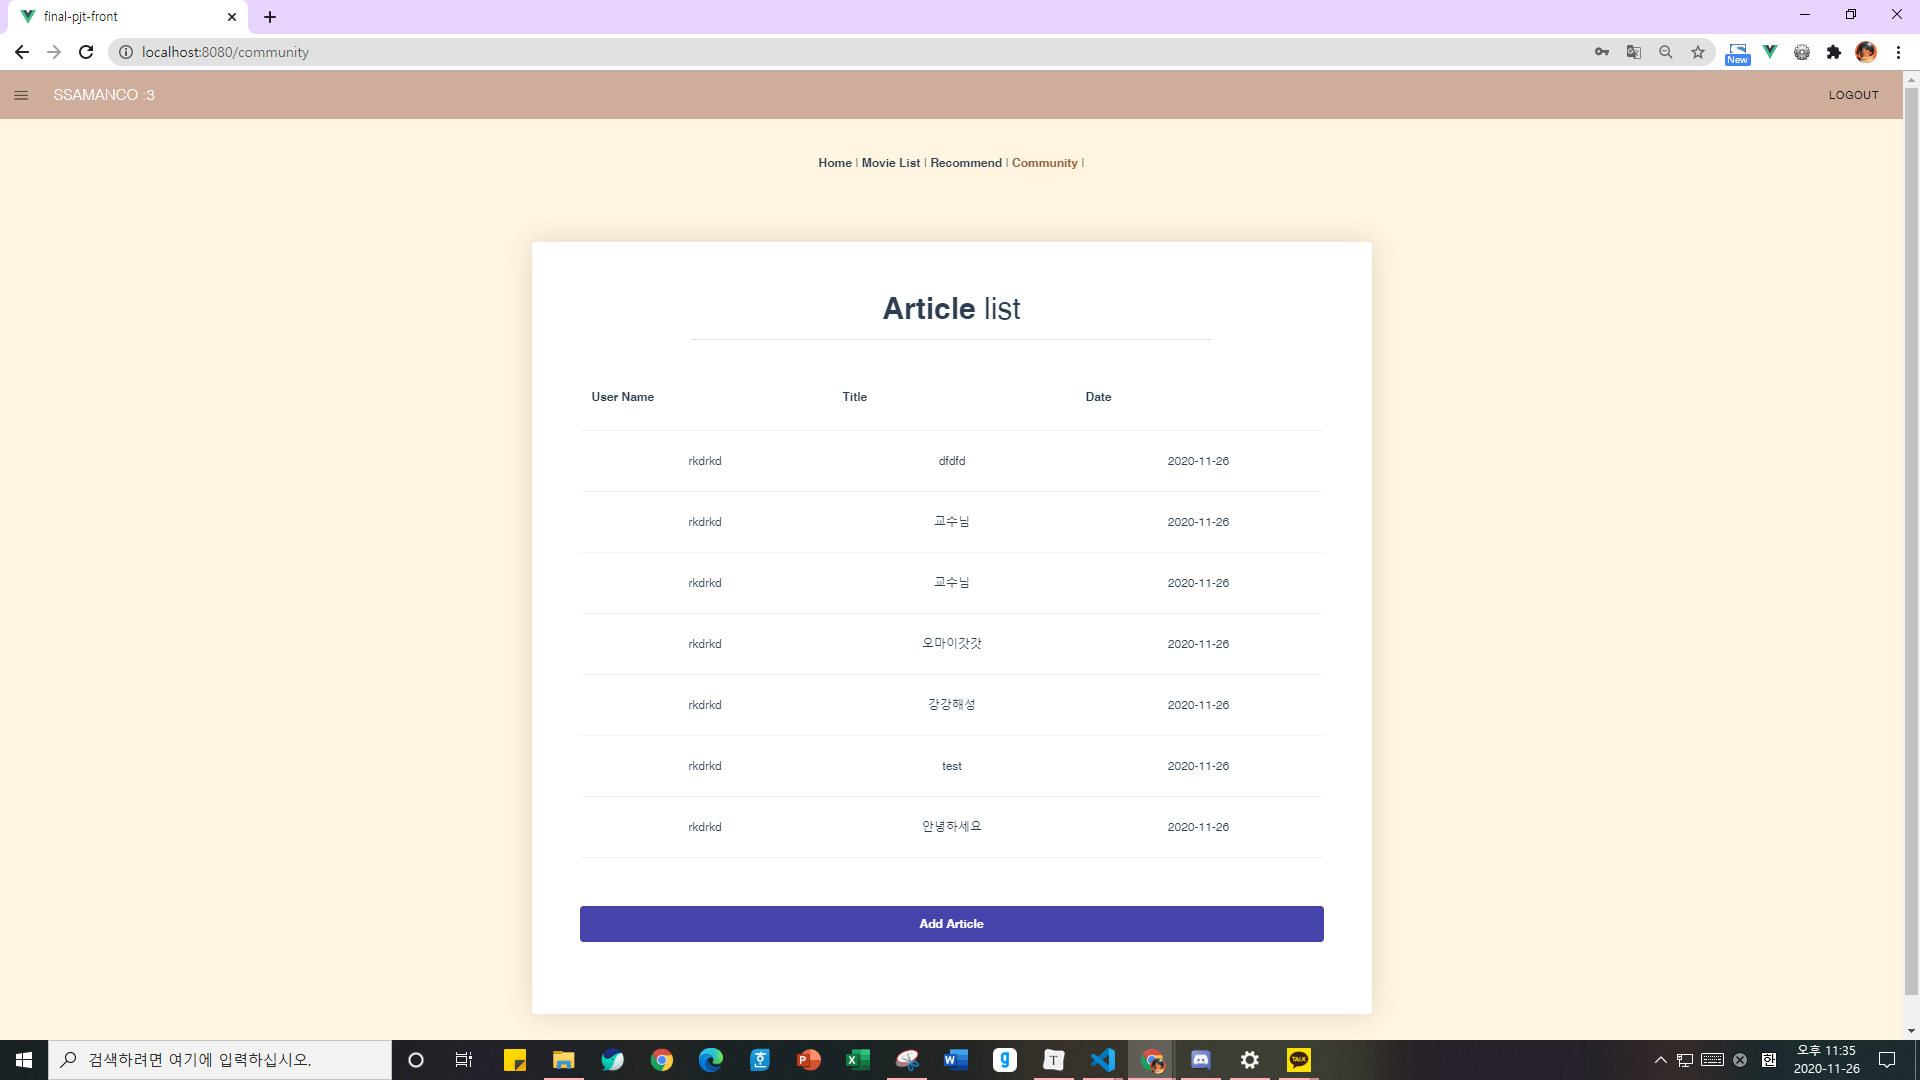 final-pjt-front
localhost:8080/community
New
SSAMANCO :3
LOGOUT
Home | Movie List | Recommend | Community |
Article list
User Name Title Date
rkdrkd dfdfd 2020-11-26
rkdrkd 교수님 2020-11-26
rkdrkd 교수님 2020-11-26
rkdrkd 오마이갓갓 2020-11-26
rkdrkd 강강해성 2020-11-26
rkdrkd test 2020-11-26
rkdrkd 안녕하세요 2020-11-26
Add Article
검색하려면 여기에 입력하십시오.
호
P
X
W
g
T
TALK
한
오후 11:35
2020-11-26